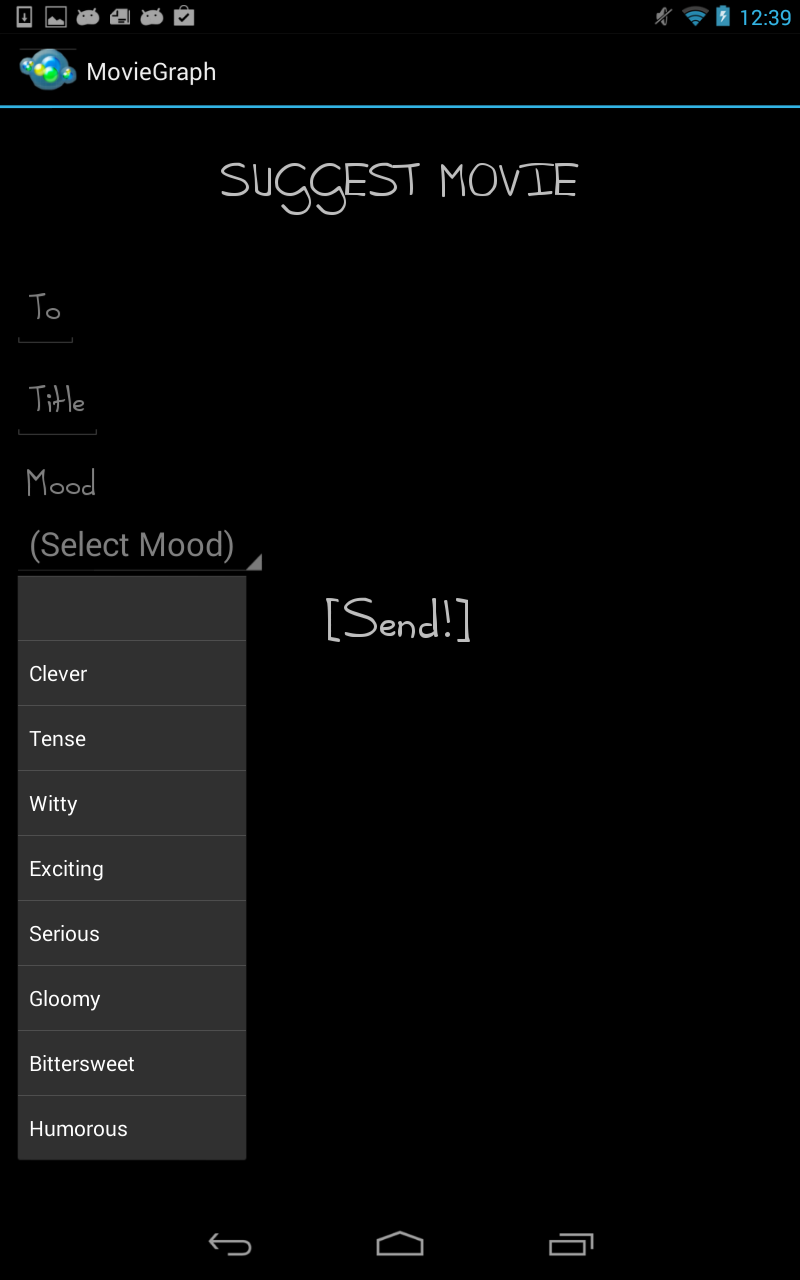 12:39
MovieGraph
SUGGEST MOVIE
To
Title
Mood
(Select Mood)
[Send!]
Clever
Tense
Witty
Exciting
Serious
Gloomy
Bittersweet
Humorous